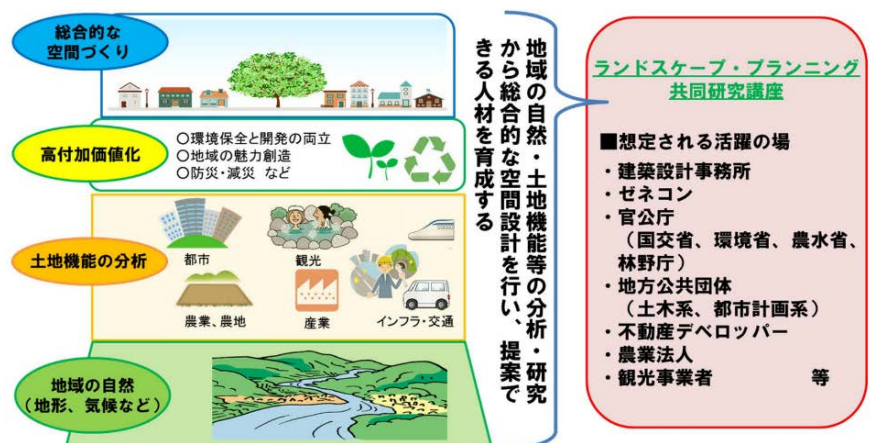 総合的な
空間づくり
高付加価値化
〇環境保全と開発の両立
〇地域の魅力創造
〇防災・減災 など
土地機能の分析
都市
観光
農業、農地
産業
インフラ・交通
地域の自然
（地形、気候など）
地域の自然・土地機能等の分析・研究
から総合的な空間設計を行い、提案で
きる人材を育成する
ランドスケープ・プランニング
共同研究講座
■想定される活躍の場
・建築設計事務所
・ゼネコン
・官公庁
（国交省、環境省、農水省、
林野庁）
・地方公共団体
（土木系、都市計画系）
・不動産デベロッパー
・農業法人
・観光事業者 等